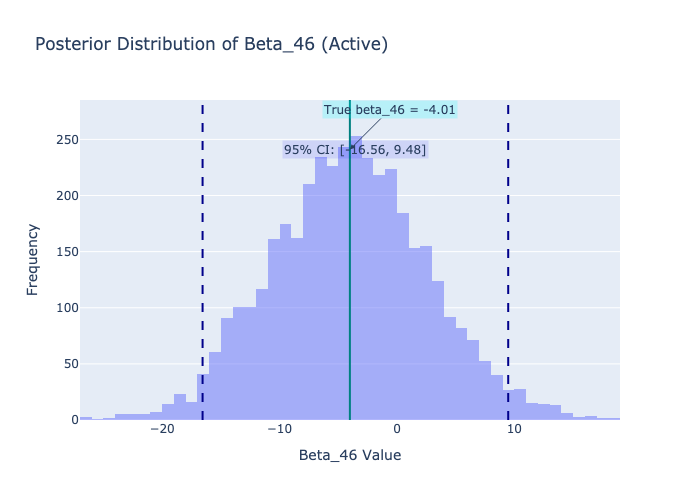 Posterior Distribution of Beta_46 (Active)
True beta_46 = -4.01
95% CI: [-16.56, 9.48]
250
200
150
100
50
0
Frequency
−20
−10
0
10
Beta_46 Value